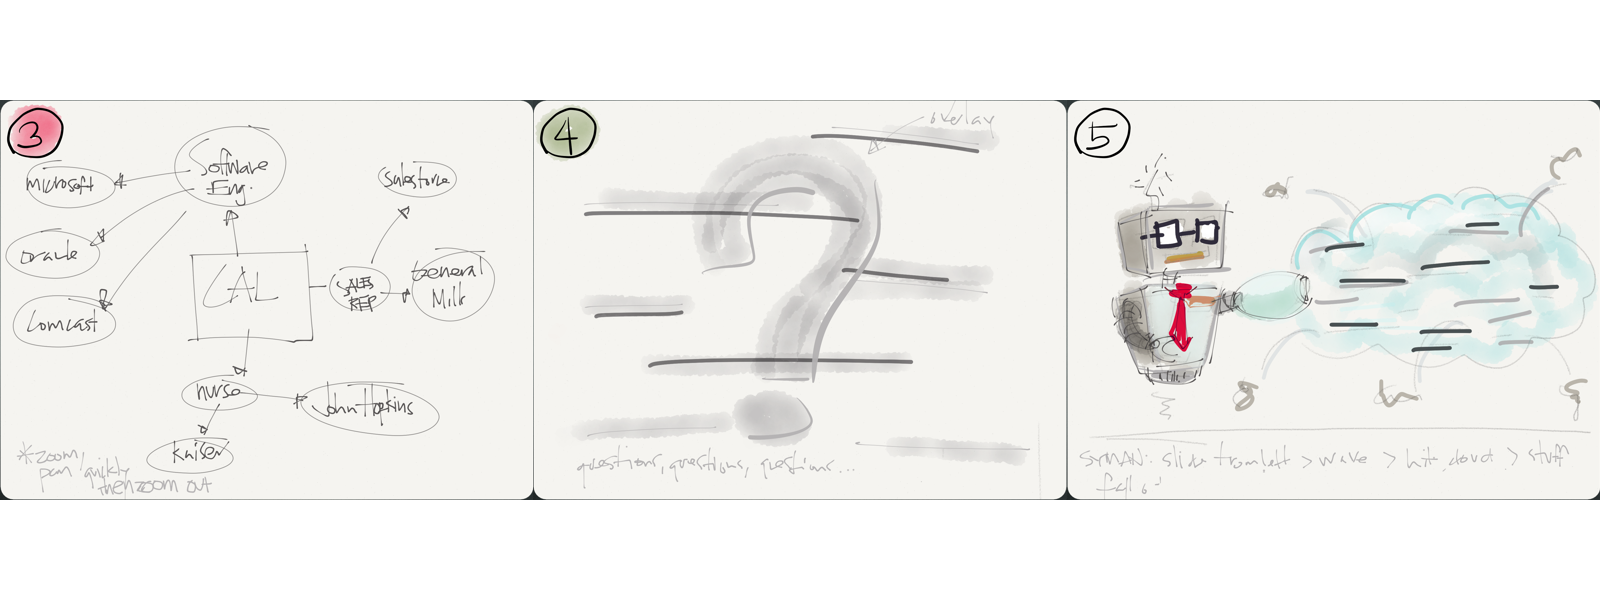 3
Software
Eng.
microsoft
oracle
Comcast
CAL
SALES
REP
salesforce
General
Mills
nurse
John Hopkins
kaiser
*zoom,
pan quickly
then zoom out
4
overlay
questions, questions, questions...
5
slide from left > wave > hit cloud > stuff
falls